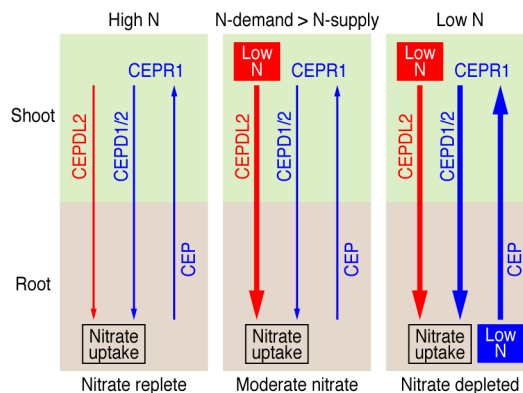 High N
N-demand > N-supply
Low N
Shoot
Root
CEPDL2
CEPD1/2
CEPR1
CEP
Nitrate
uptake
Nitrate replete
Low
N
CEPDL2
CEPD1/2
CEPR1
CEP
Nitrate
uptake
Moderate nitrate
Low
N
CEPDL2
CEPD1/2
CEPR1
CEP
Nitrate
uptake
Low
N
Nitrate depleted